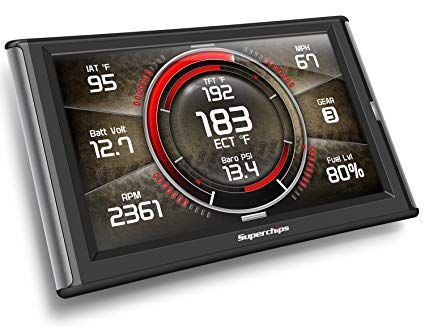 IAT °F
95
TFT °F
192
MPH
67
Batt Volt
12.7
183
ECT °F
GEAR
3
Baro PSI
13.4
Fuel Lvl
80%
RPM
2361
Superchips